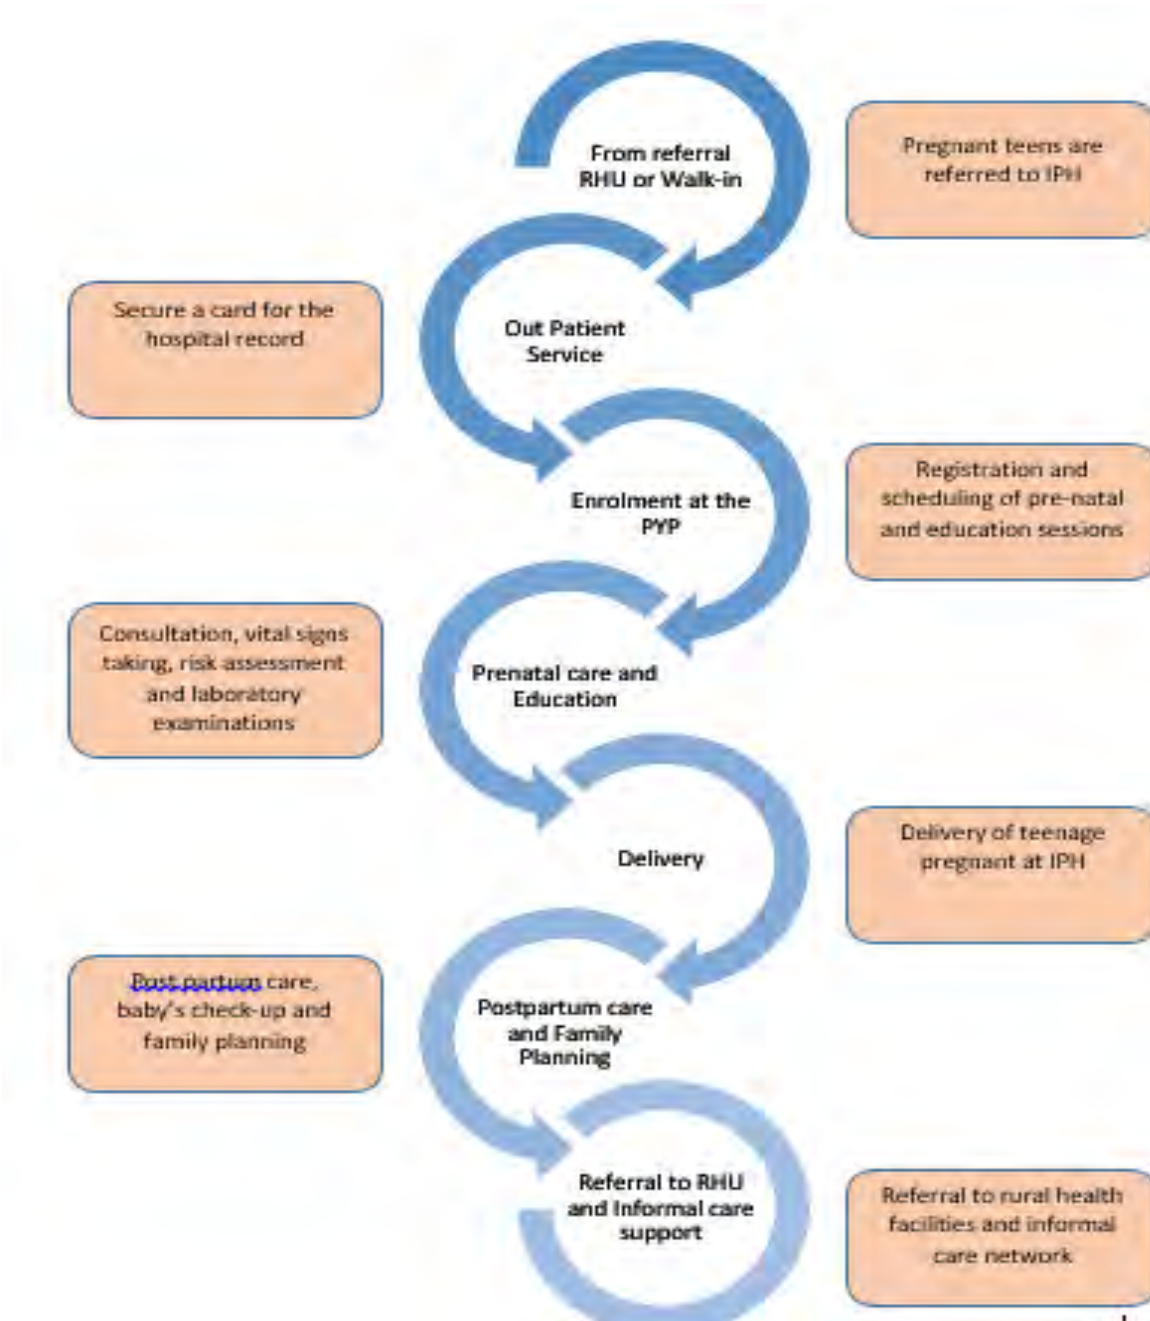 From referral
RHU or Walk-in
Pregnant teens are
referred to IPH
Secure a card for the
hospital record
Out Patient
Service
Enrolment at the
PYP
Registration and
scheduling of pre-natal
and education sessions
Consultation, vital signs
taking, risk assessment
and laboratory
examinations
Prenatal care and
Education
Delivery
Delivery of teenage
pregnant at IPH
Post partum care,
baby's check-up and
family planning
Postpartum care
and Family
Planning
Referral to RHU
and Informal care
support
Referral to rural health
facilities and informal
care network